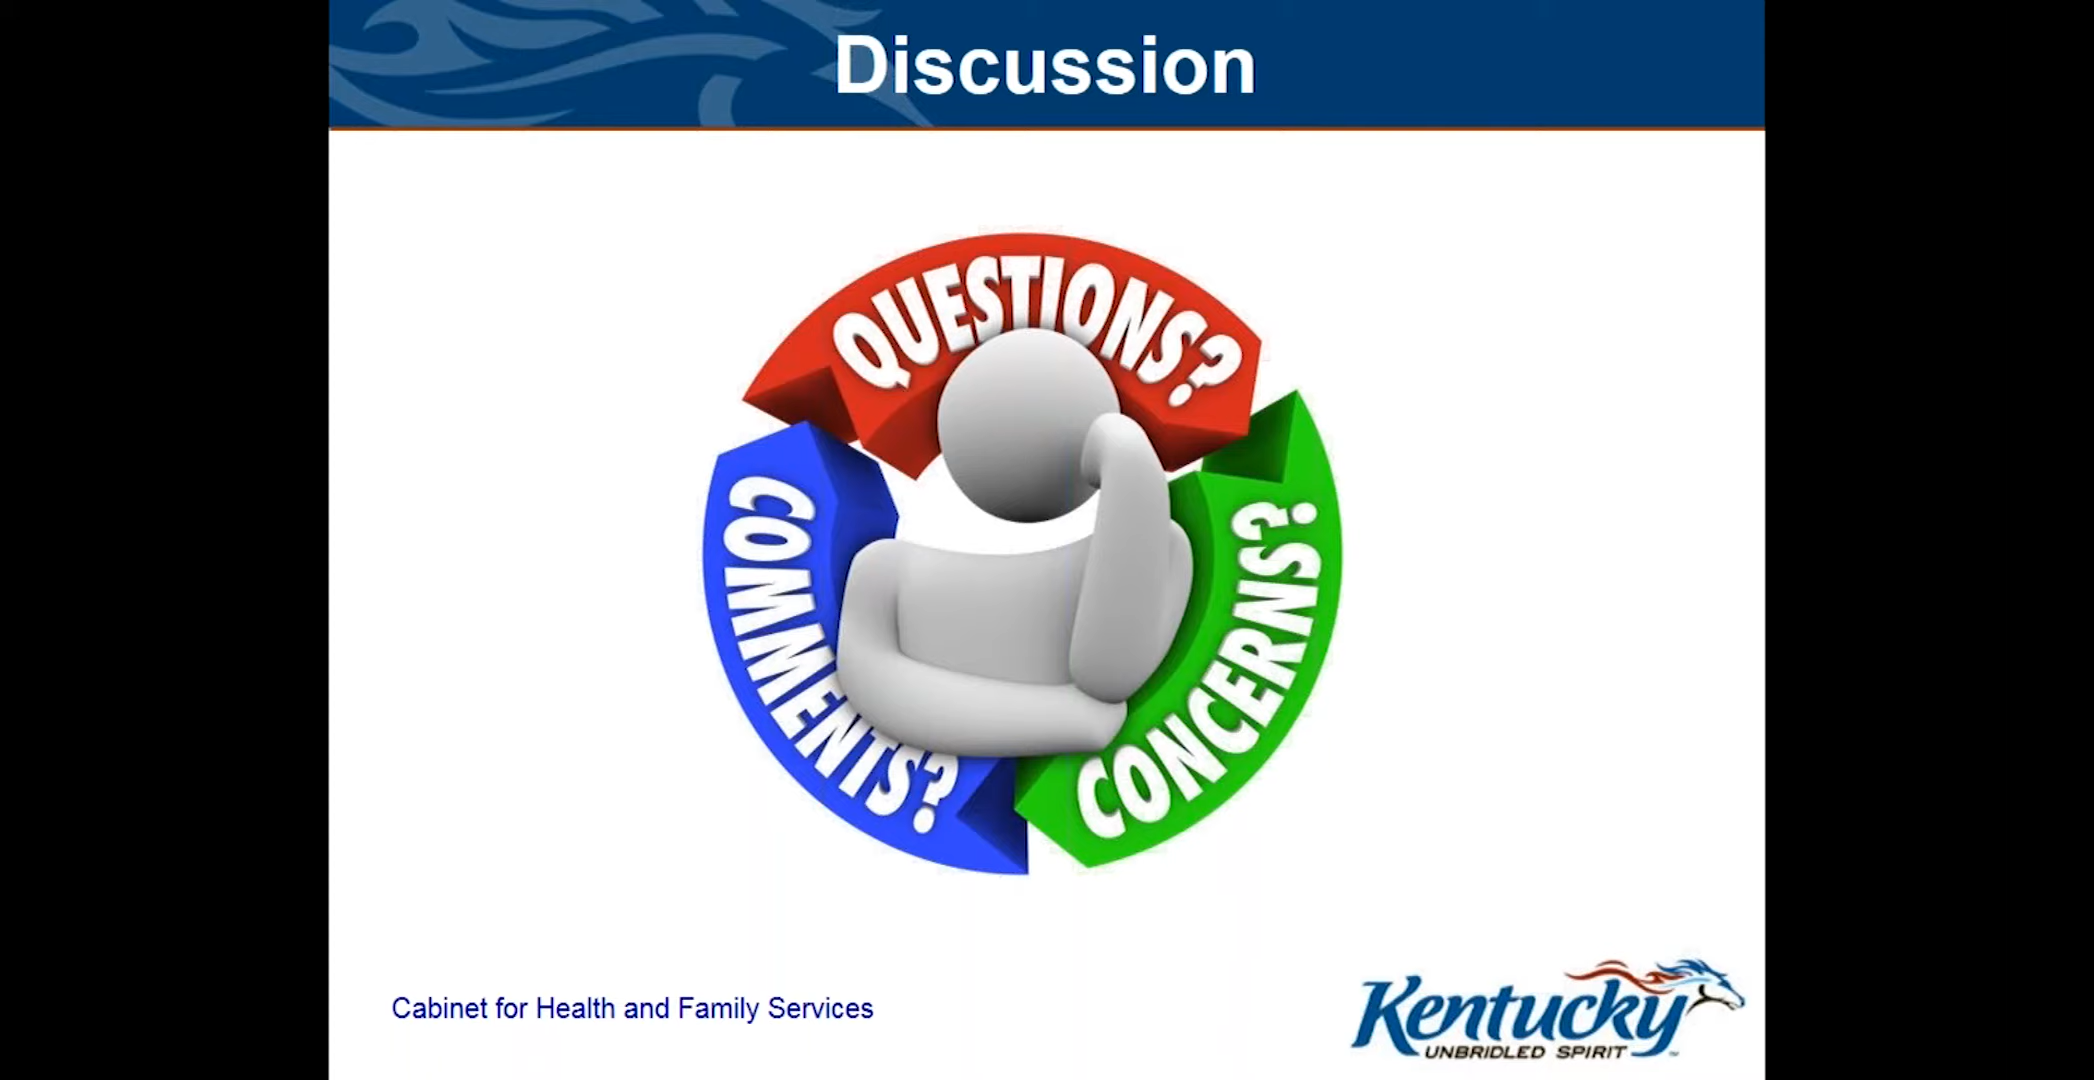 Discussion
QUESTIONS?
COMMENTS?
CONCERNS?
Cabinet for Health and Family Services
Kentucky
UNBRIDLED SPIRIT